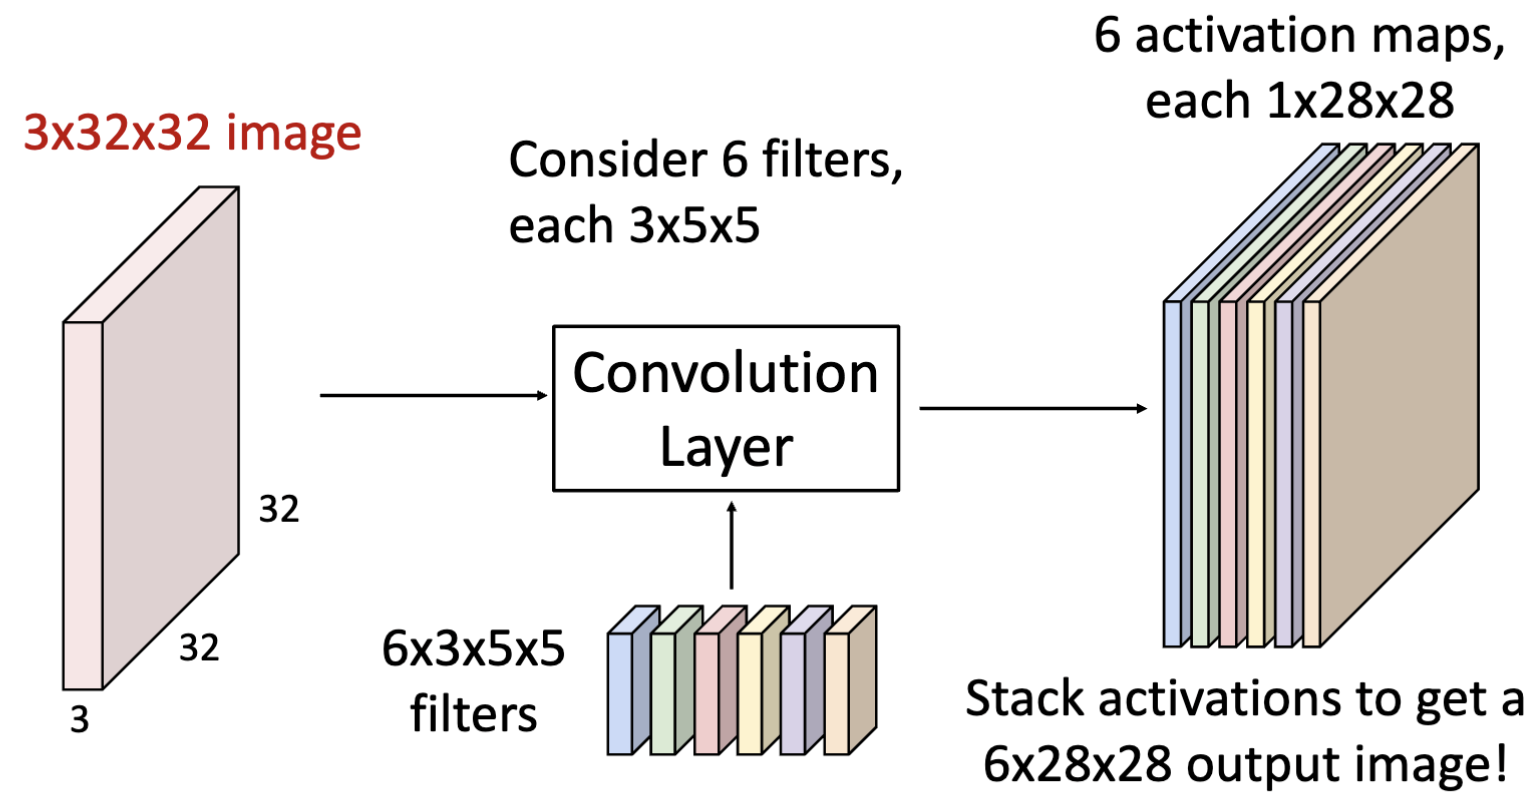 3x32x32 image
32
32
3
Consider 6 filters,
each 3x5x5
Convolution
Layer
6x3x5x5
filters
6 activation maps,
each 1x28x28
Stack activations to get a
6x28x28 output image!